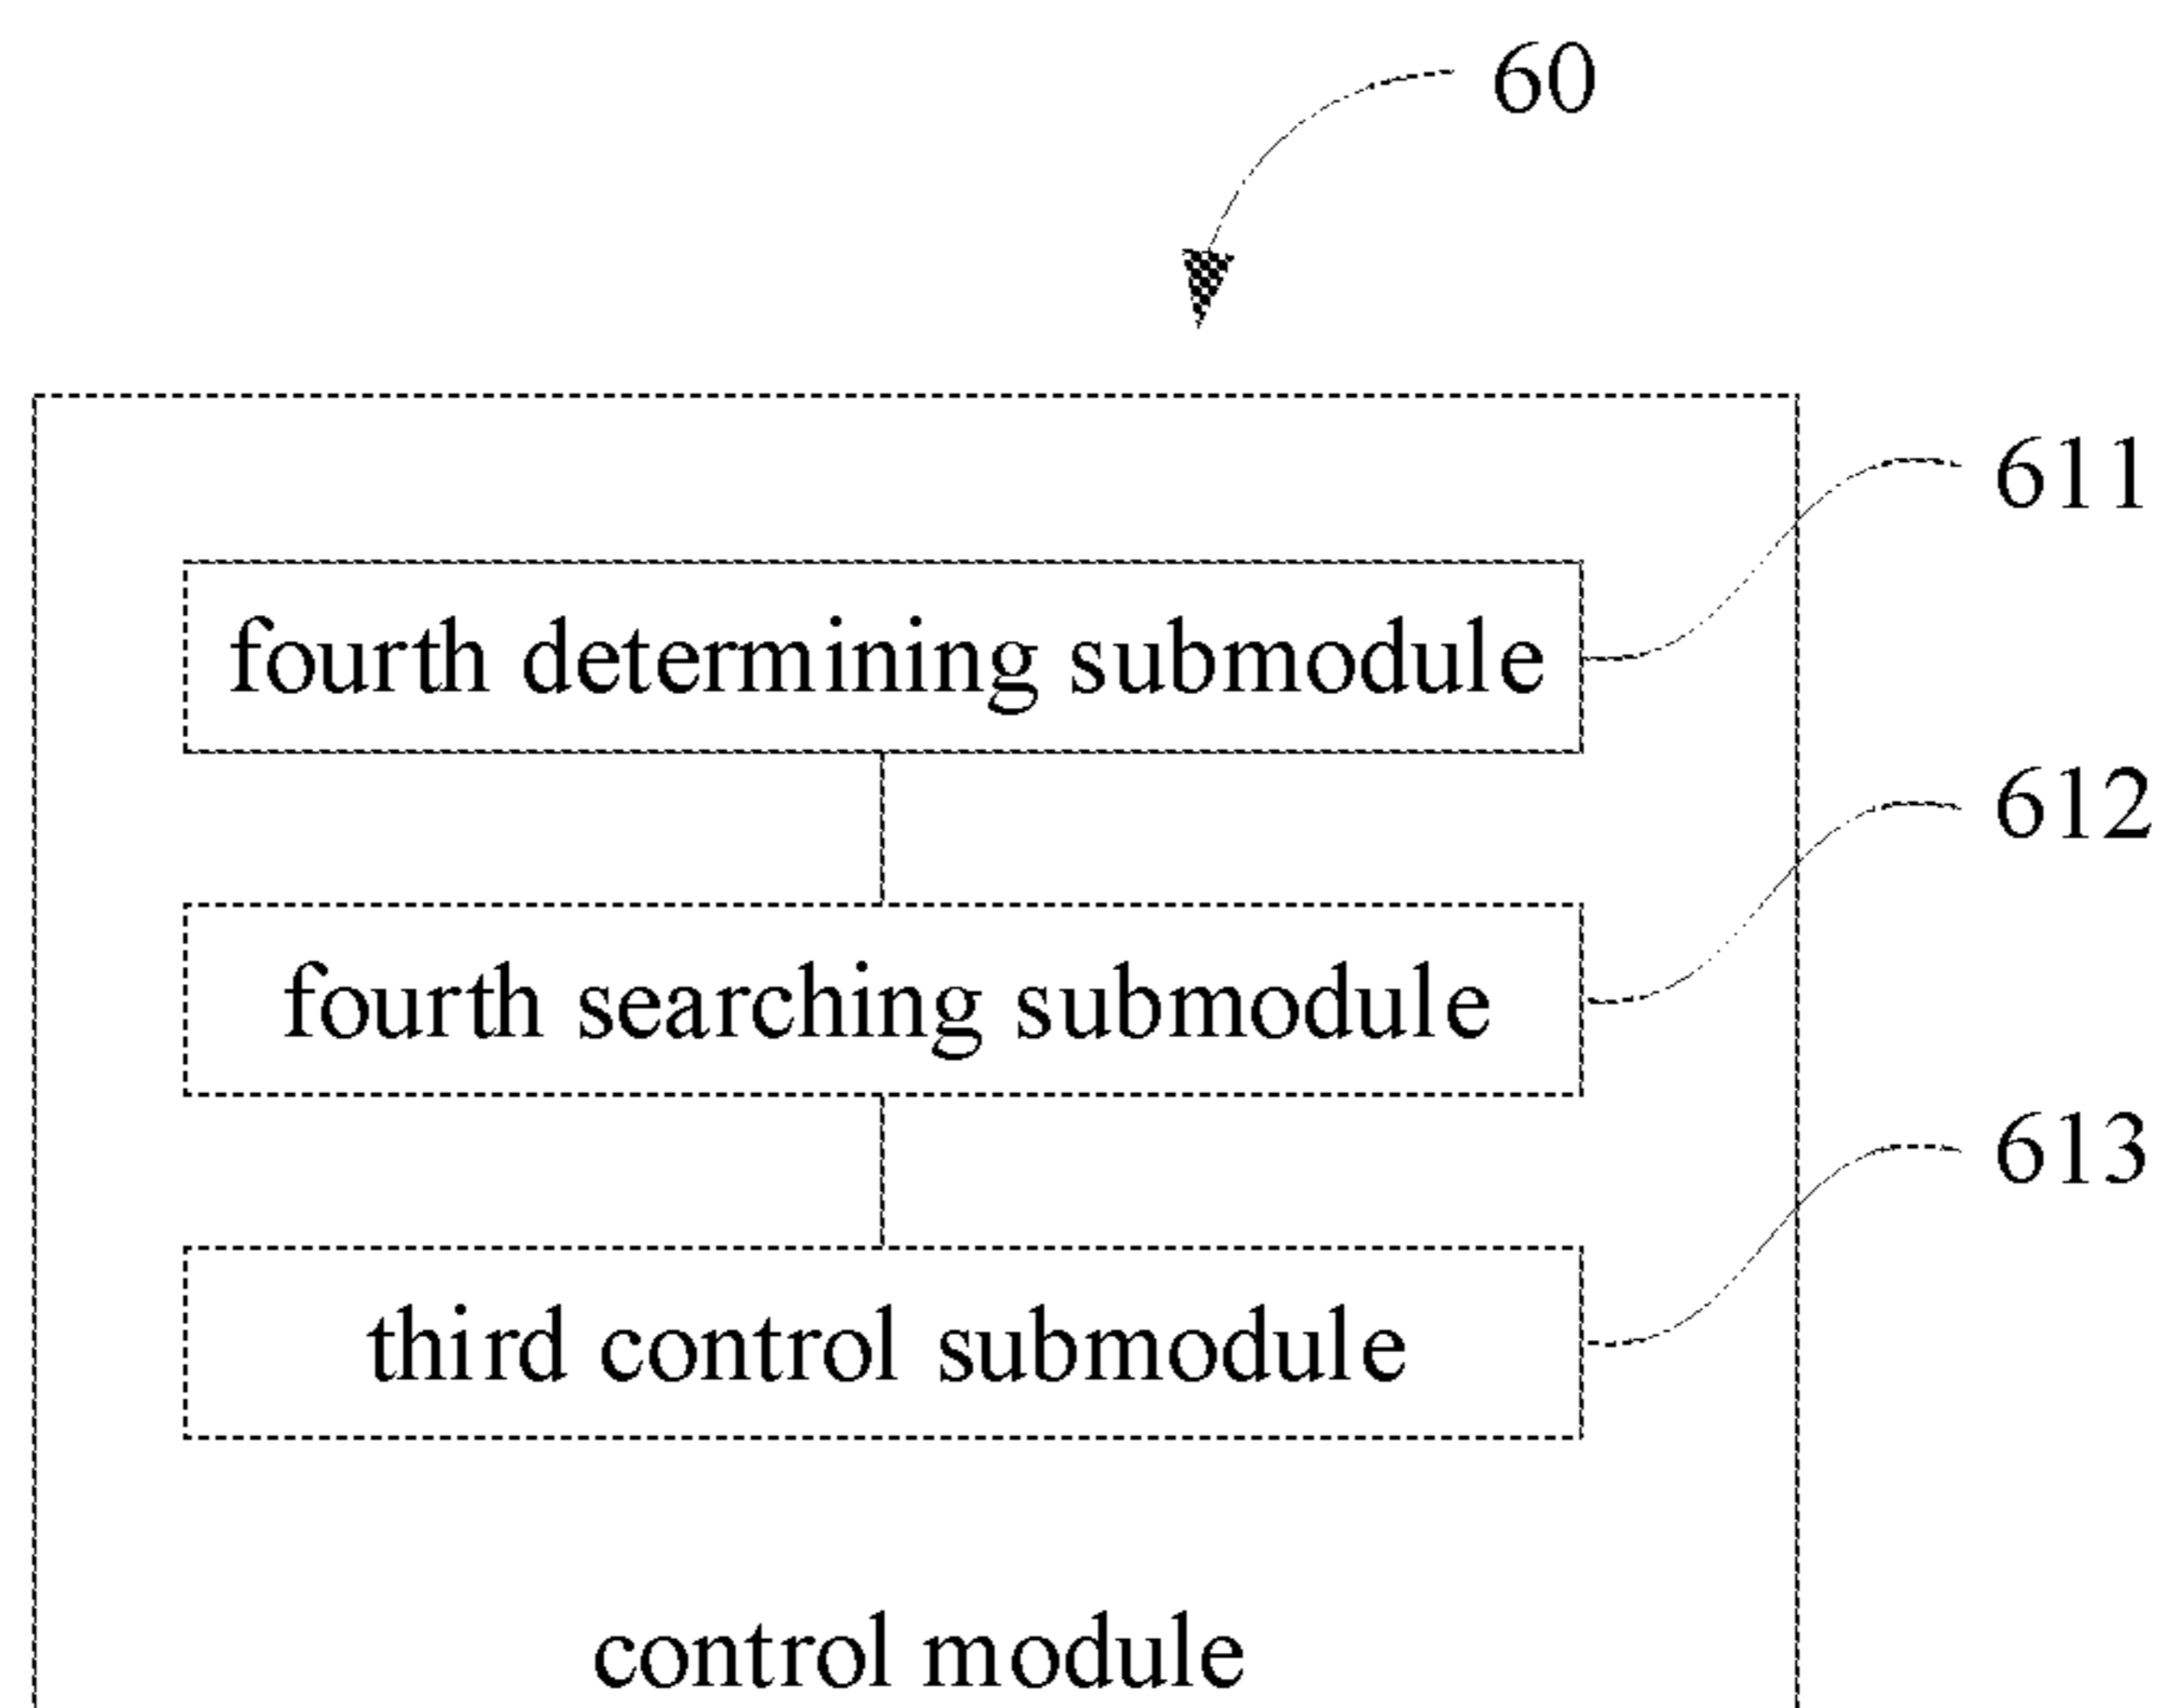 60
611
fourth determining submodule
612
fourth searching submodule
613
third control submodule
control module